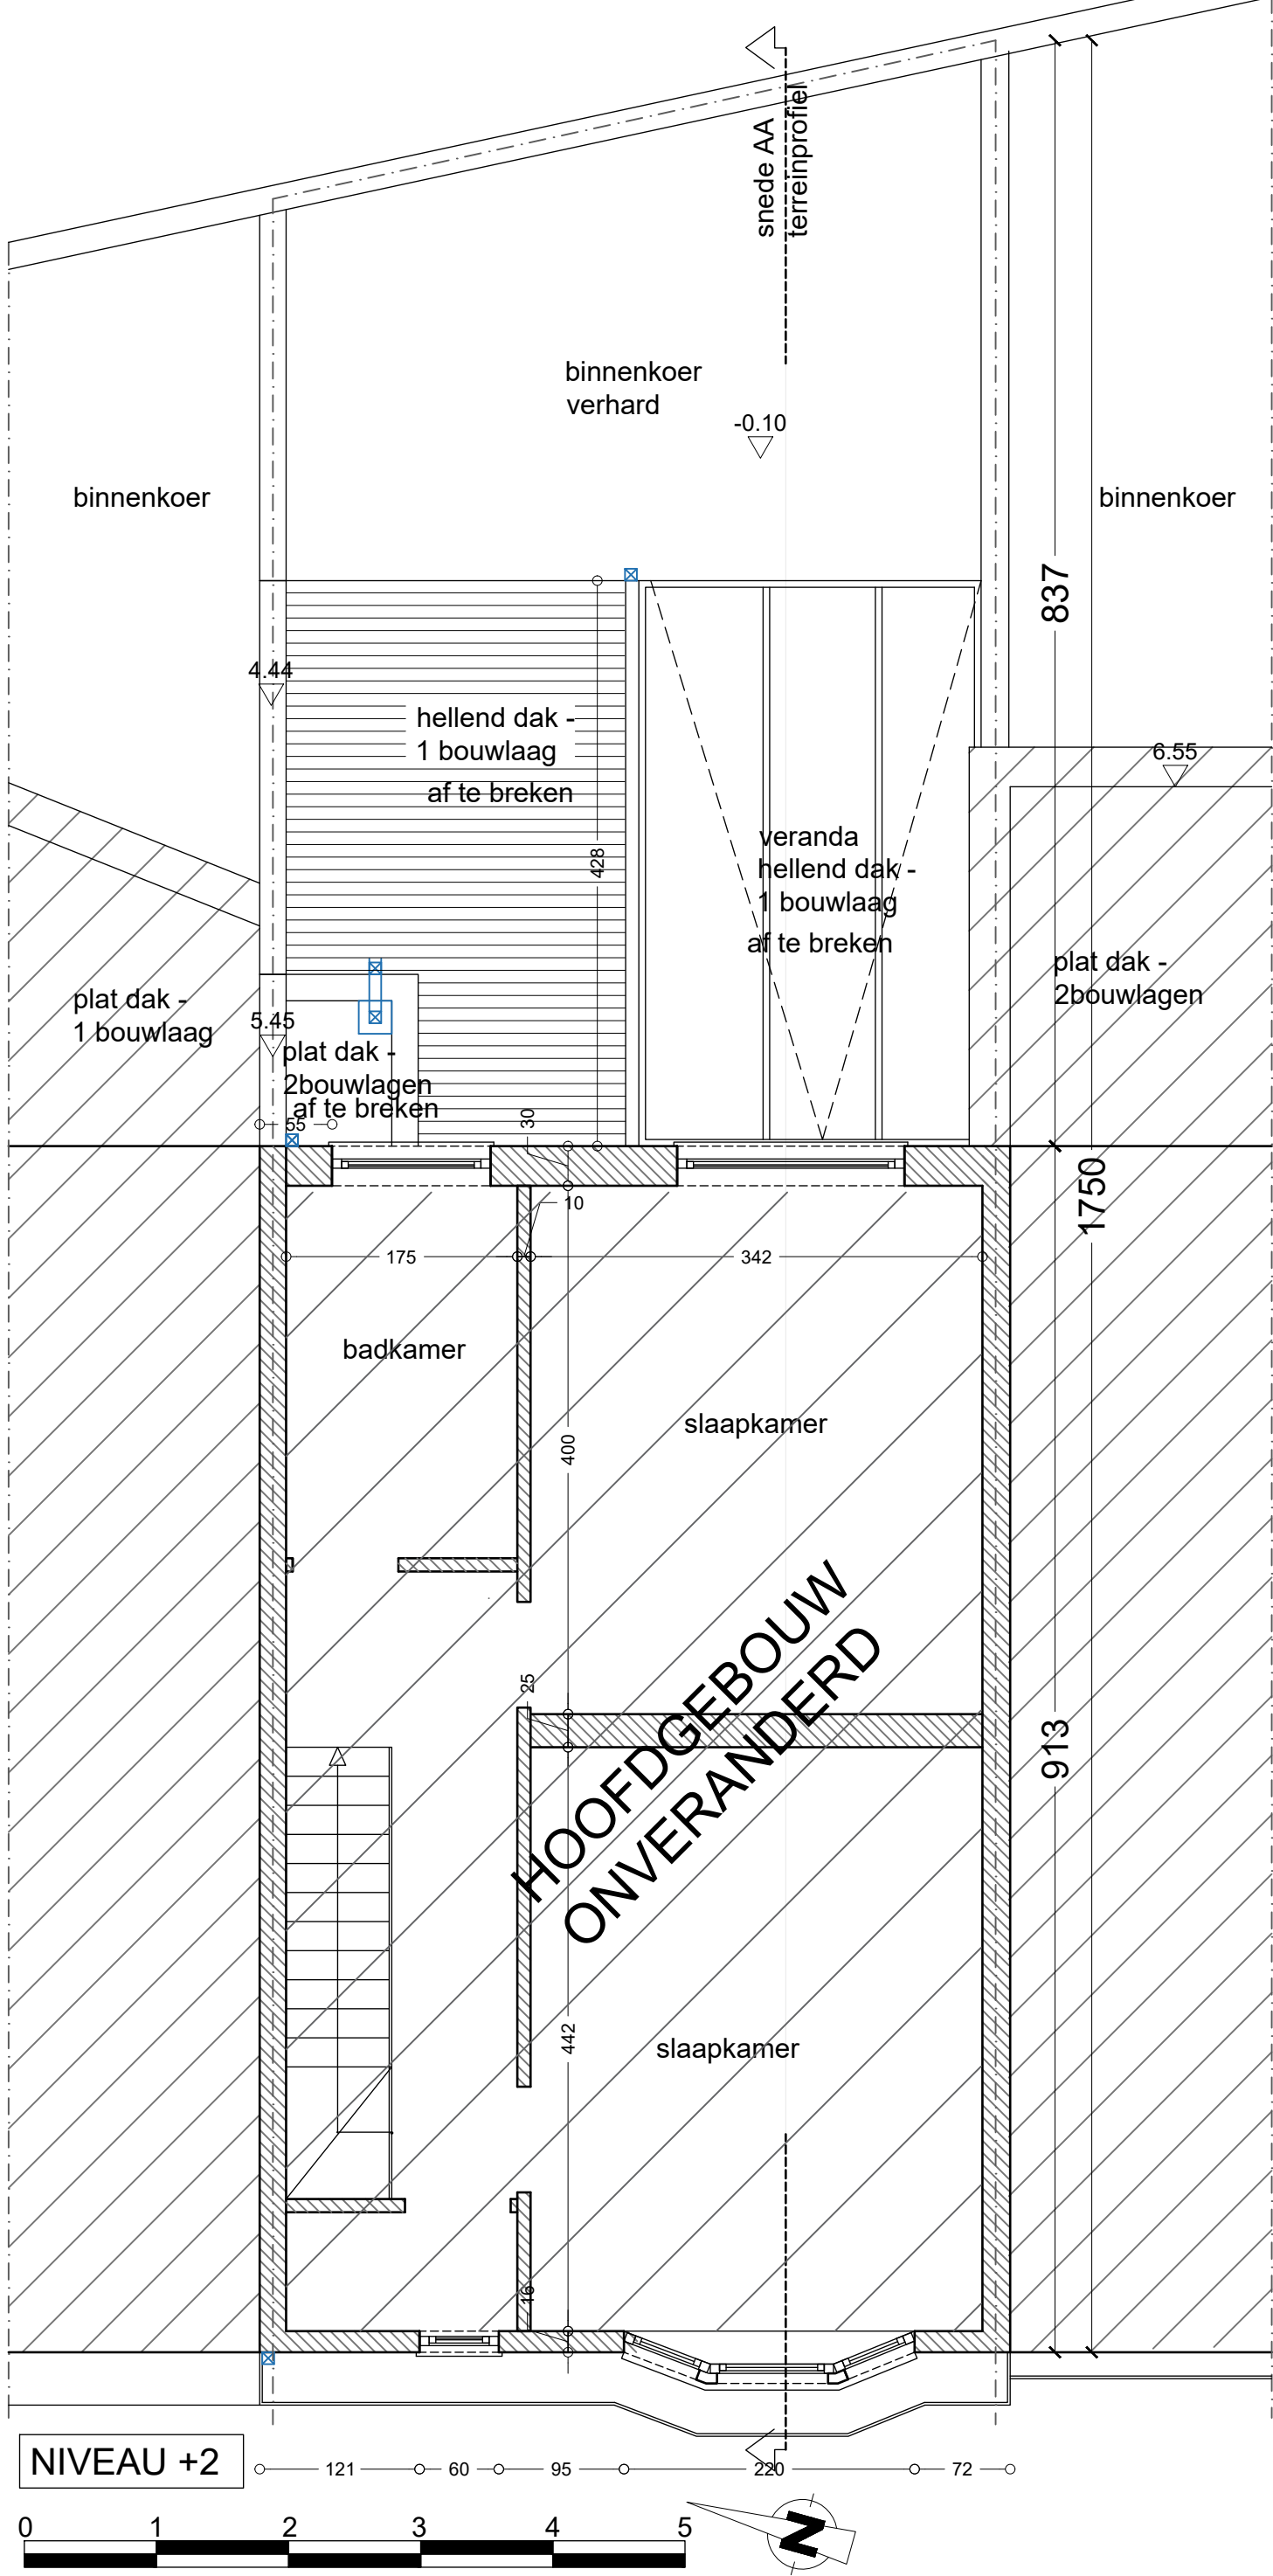 snede AA
terreinprofiel
binnenkoer
verhard
-0.10
binnenkoer
binnenkoer
837
4.44
hellend dak -
1 bouwlaag
af te breken
6.55
428
veranda
hellend dak -
1 bouwlaag
af te breken
plat dak -
2bouwlagen
plat dak -
1 bouwlaag
5.45
plat dak -
2bouwlagen
af te breken
55
30
1750
10
175
342
badkamer
slaapkamer
400
25
HOOFDGEBOUW
ONVERANDERD
913
442
slaapkamer
16
NIVEAU +2
121
60
95
220
72
0
1
2
3
4
5
N